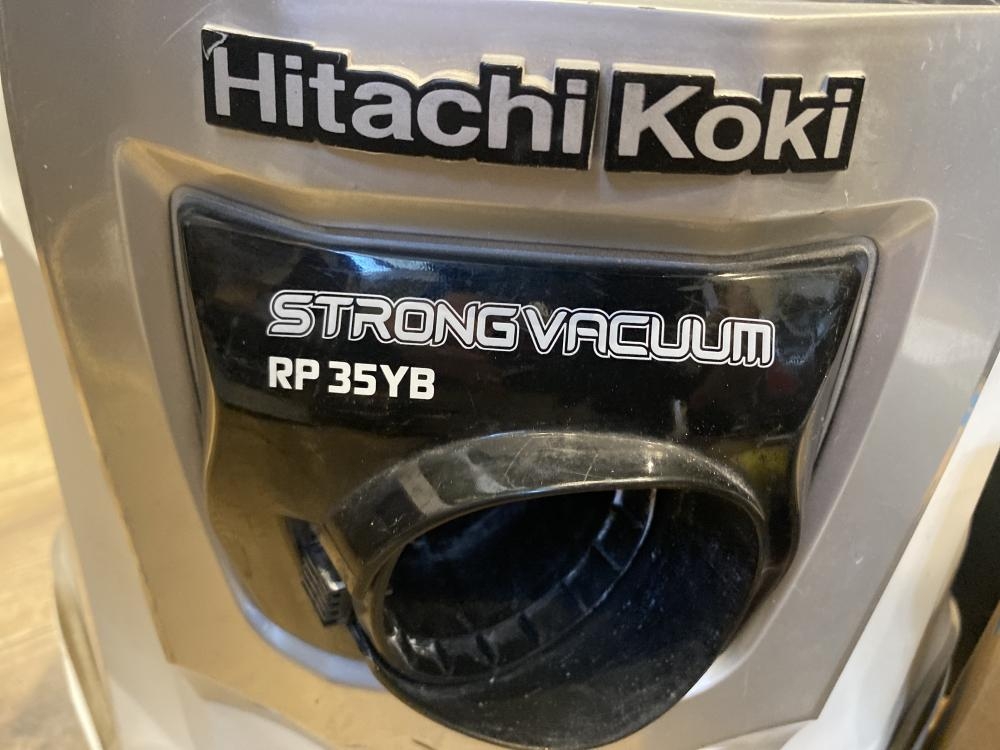 Hitachi Koki
STRONG VACUUM
RP 35YB